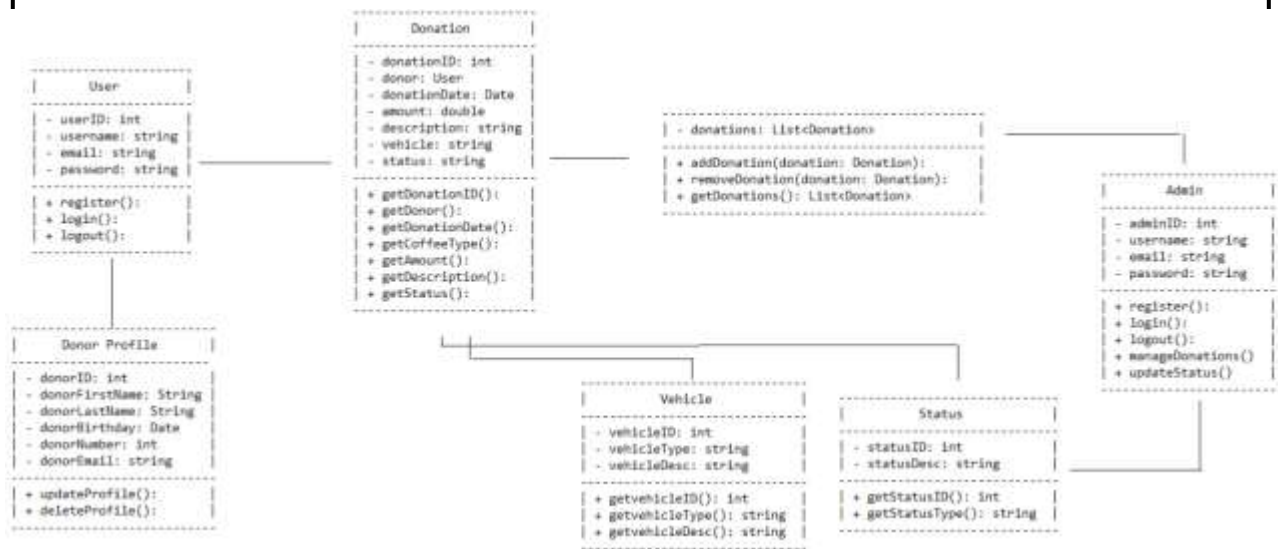 User
- userID: int
- username: string
- email: string
- password: string
+ register():
+ login():
+ logout():
Donor Profile
- donorID: int
- donorFirstName: String
- donorLastName: String
- donorBirthday: Date
- donorNumber: int
- donorEmail: string
+ updateProfile():
+ deleteProfile():
Donation
- donationID: int
- donor: User
- donationDate: Date
- amount: double
- description: string
- vehicle: string
- status: string
+ getDonationID():
+ getDonor():
+ getDonationDate():
+ getCoffeeType():
+ getAmount():
+ getDescription():
+ getStatus():
- donations: List<Donation>
+ addDonation(donation: Donation):
+ removeDonation(donation: Donation):
+ getDonations(): List<Donation>
Vehicle
- vehicleID: int
- vehicleType: string
- vehicleDesc: string
+ getvehicleID(): int
+ getvehicleType(): string
+ getvehicleDesc(): string
Status
- statusID: int
- statusDesc: string
+ getStatusID(): int
+ getStatusType(): string
Admin
- adminID: int
- username: string
- email: string
- password: string
+ register():
+ login():
+ logout():
+ manageDonations()
+ updateStatus()